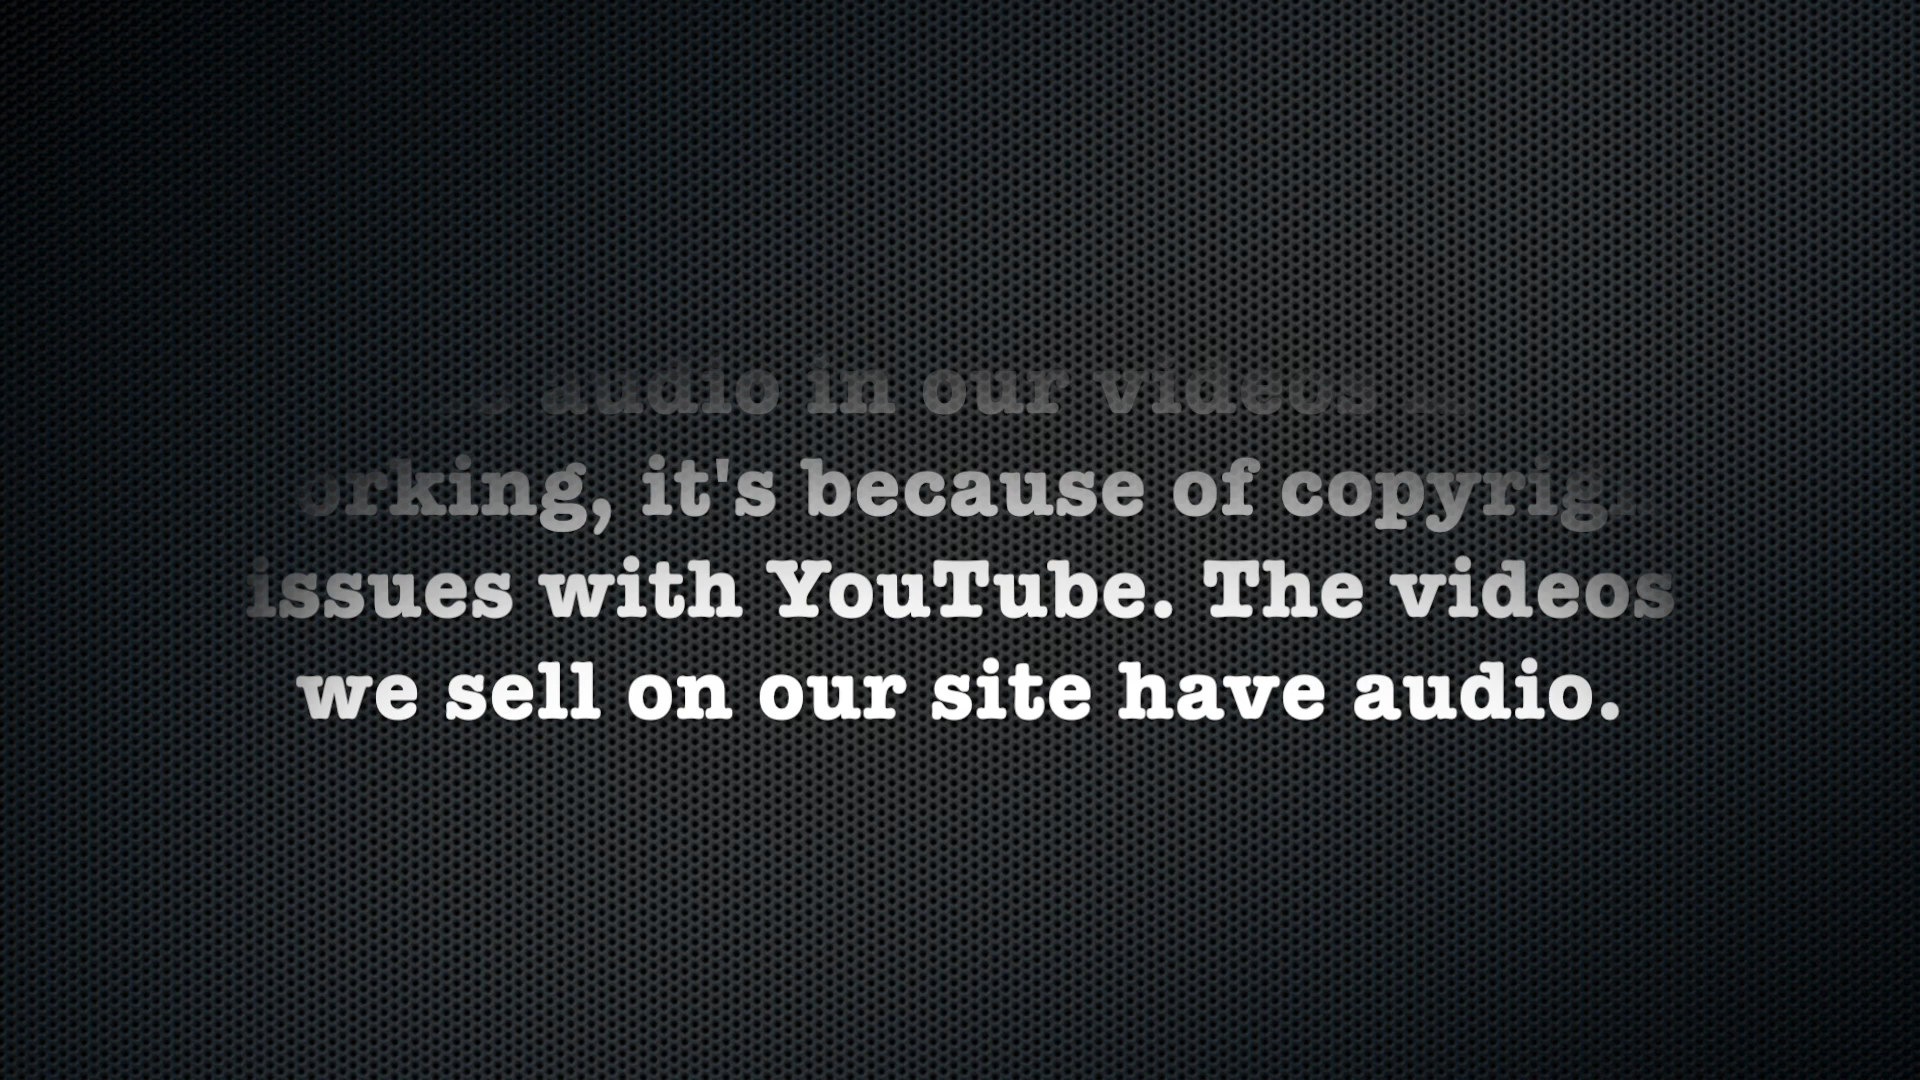 audio in our videos
orking, it's because of copyrig
issues with YouTube. The videos
we sell on our site have audio.